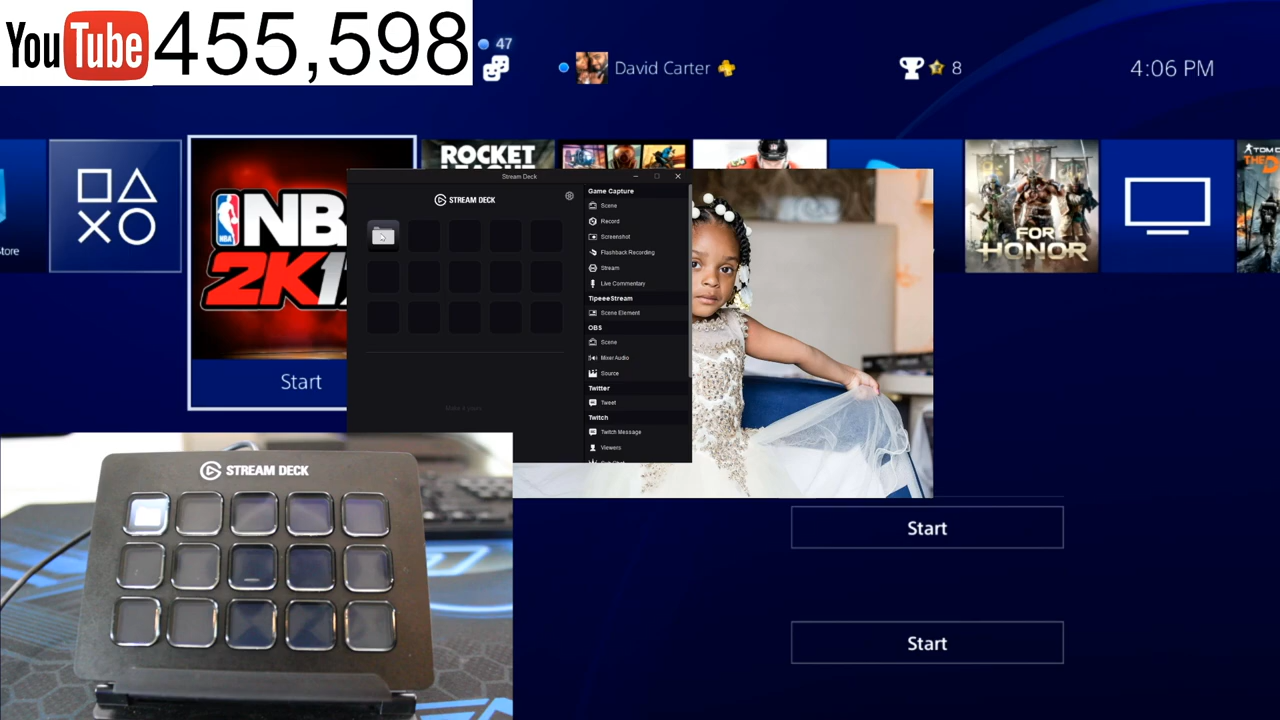 YouTube 455,598
47
David Carter
8
4:06 PM
Store
NBA
2K17
Start
ROCKET
FOR
HONOR
TOM C
THE D
Stream Deck
STREAM DECK
Game Capture
Scene
Record
Screenshot
Flashback Recording
Stream
Live Commentary
TipeeeStream
Scene Element
OBS
Scene
Mixer Audio
Source
Twitter
Tweet
Twitch
Twitch Message
Viewers
STREAM DECK
Start
Start